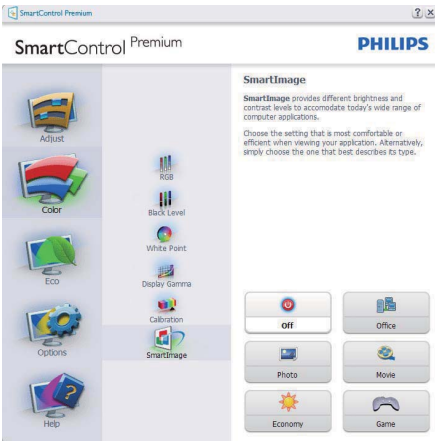 SmartControl Premium
SmartControl Premium
PHILIPS
Adjust
Color
Eco
Options
Help
RGB
Black Level
White Point
Display Gamma
Calibration
SmartImage
SmartImage
SmartImage provides different brightness and
contrast levels to accomodate today's wide range of
computer applications.
Choose the setting that is most comfortable or
efficient when viewing your application. Alternatively,
simply choose the one that best describes its type.
Off
Office
Photo
Movie
Economy
Game